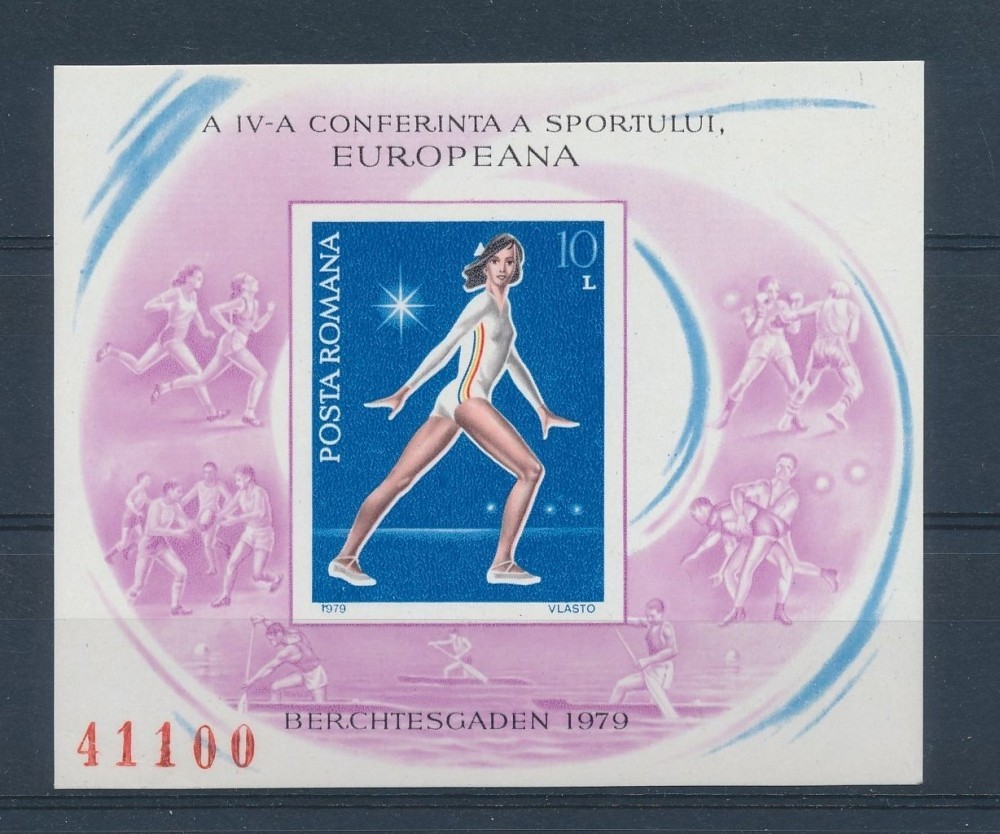 A IV-A CONFERINTA A SPORTULUI,
EUROPEANA
POSTA ROMANA
10
L
1979
VLASTO
BERCHTESGADEN 1979
41100